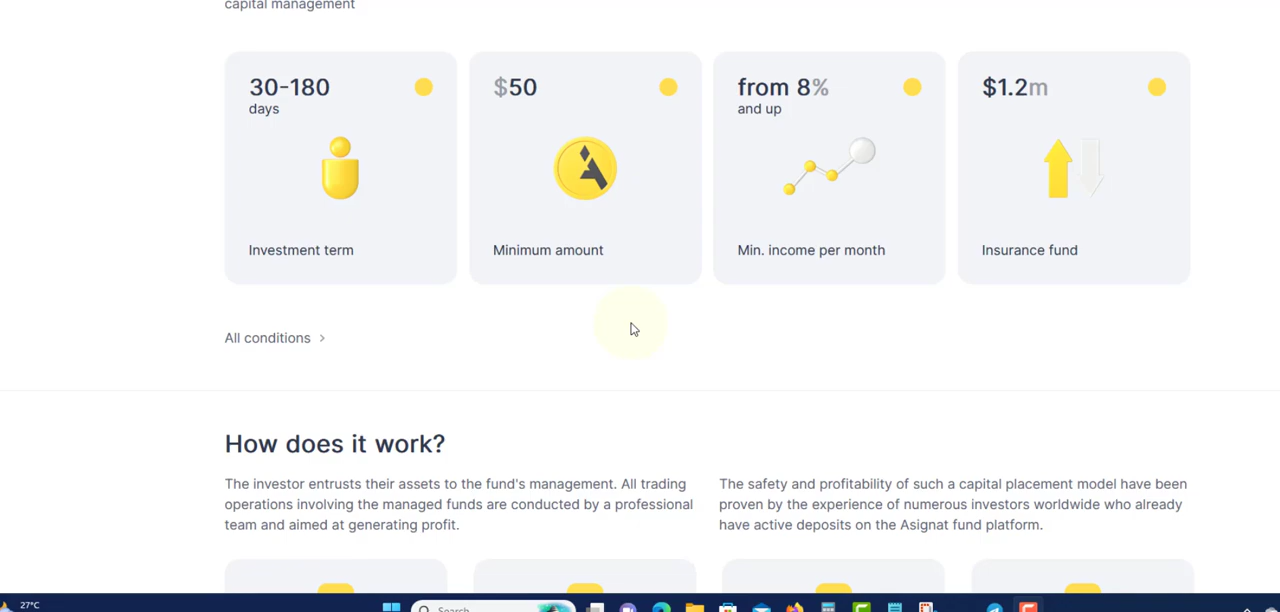 capital management
30-180
days
Investment term
$50
Minimum amount
from 8%
and up
Min. income per month
$1.2m
Insurance fund
All conditions >
How does it work?
The investor entrusts their assets to the fund's management. All trading
operations involving the managed funds are conducted by a professional
team and aimed at generating profit.
The safety and profitability of such a capital placement model have been
proven by the experience of numerous investors worldwide who already
have active deposits on the Asignat fund platform.
27°C
Search